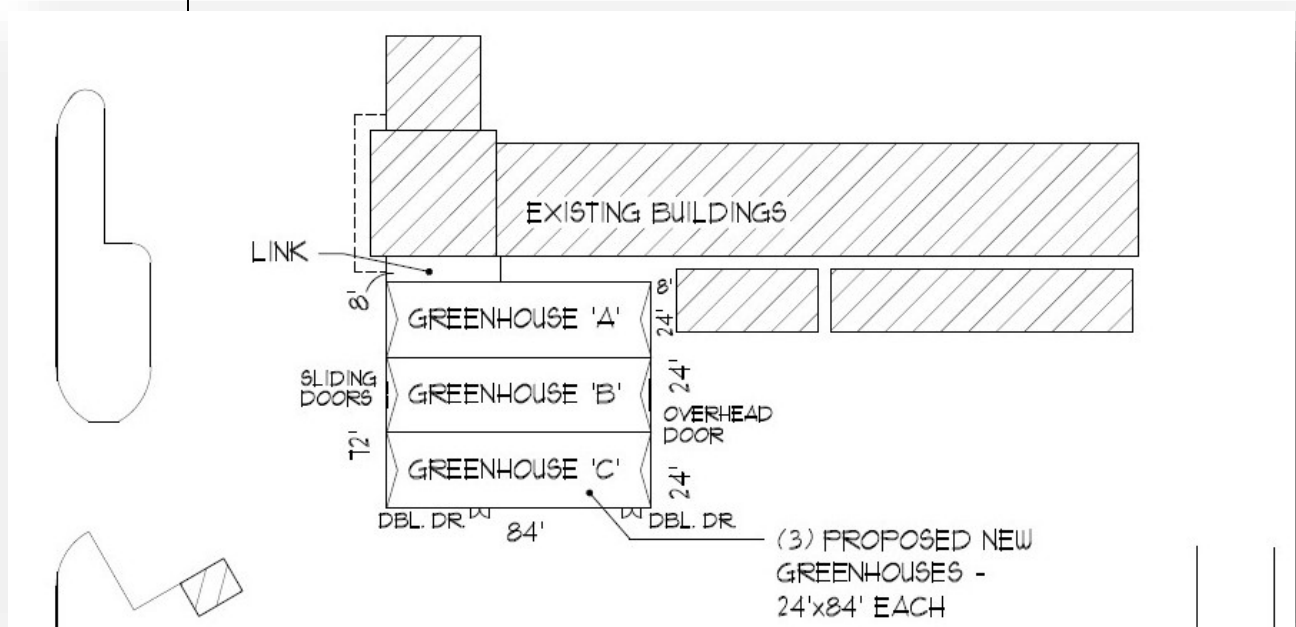 EXISTING BUILDINGS
LINK
8'
8'
GREENHOUSE 'A'
24'
SLIDING
DOORS
GREENHOUSE 'B'
24'
OVERHEAD
DOOR
72'
GREENHOUSE 'C'
24'
DBL. DR.
84'
DBL. DR.
(3) PROPOSED NEW
GREENHOUSES -
24'x84' EACH